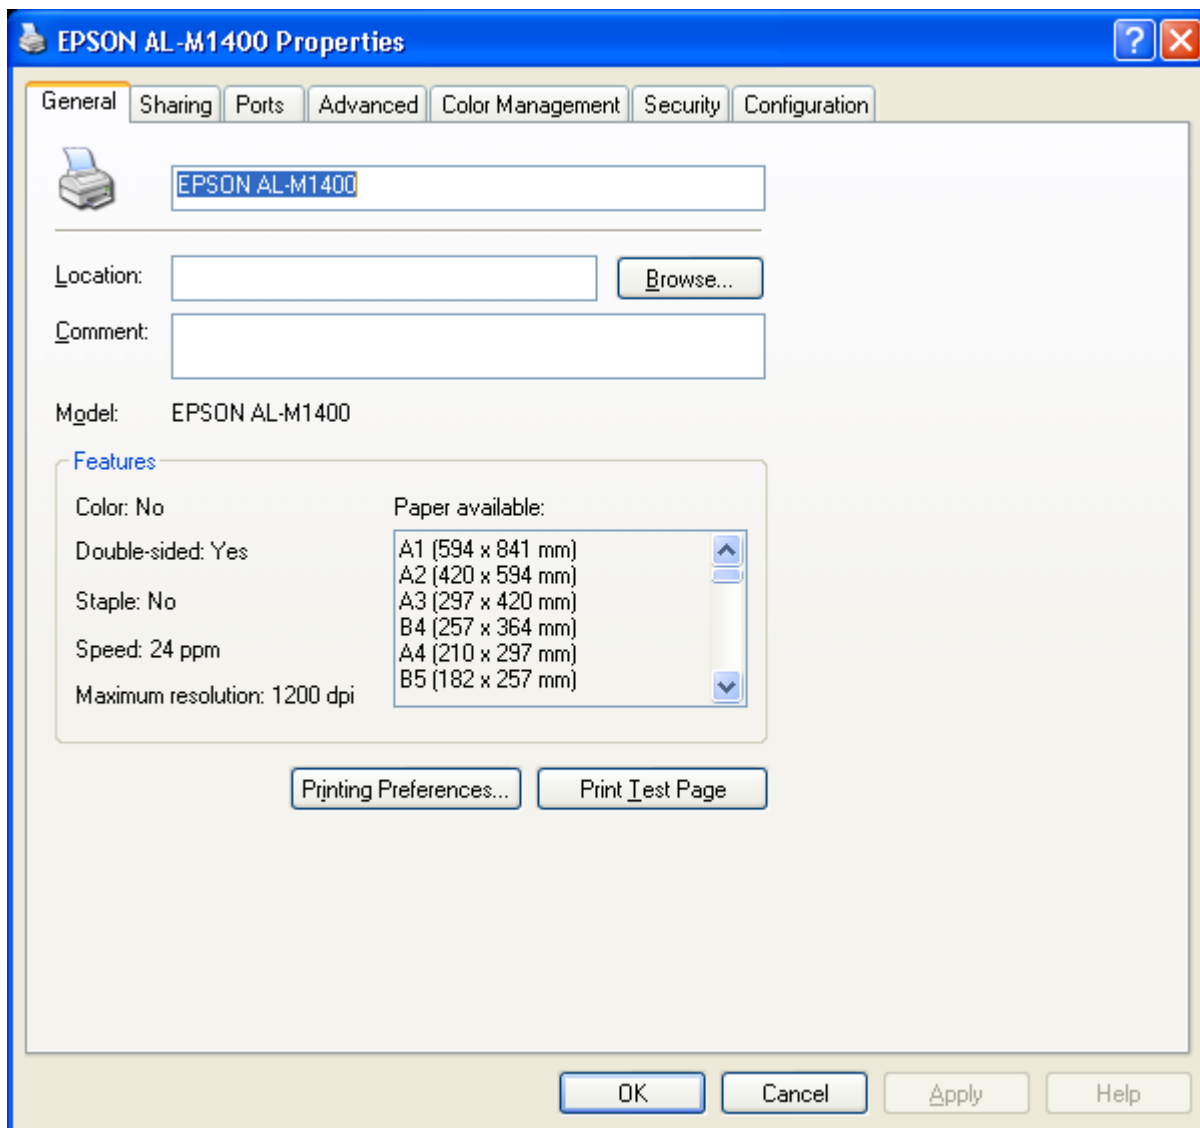 EPSON AL-M1400 Properties
General Sharing Ports Advanced Color Management Security Configuration
EPSON AL-M1400
Location: Browse...
Comment:
Model: EPSON AL-M1400
Features
Color: No
Paper available:
Double-sided: Yes
Staple: No
Speed: 24 ppm
Maximum resolution: 1200 dpi
A1 (594 x 841 mm)
A2 (420 x 594 mm)
A3 (297 x 420 mm)
B4 (257 x 364 mm)
A4 (210 x 297 mm)
B5 (182 x 257 mm)
Printing Preferences... Print Test Page
OK Cancel Apply Help